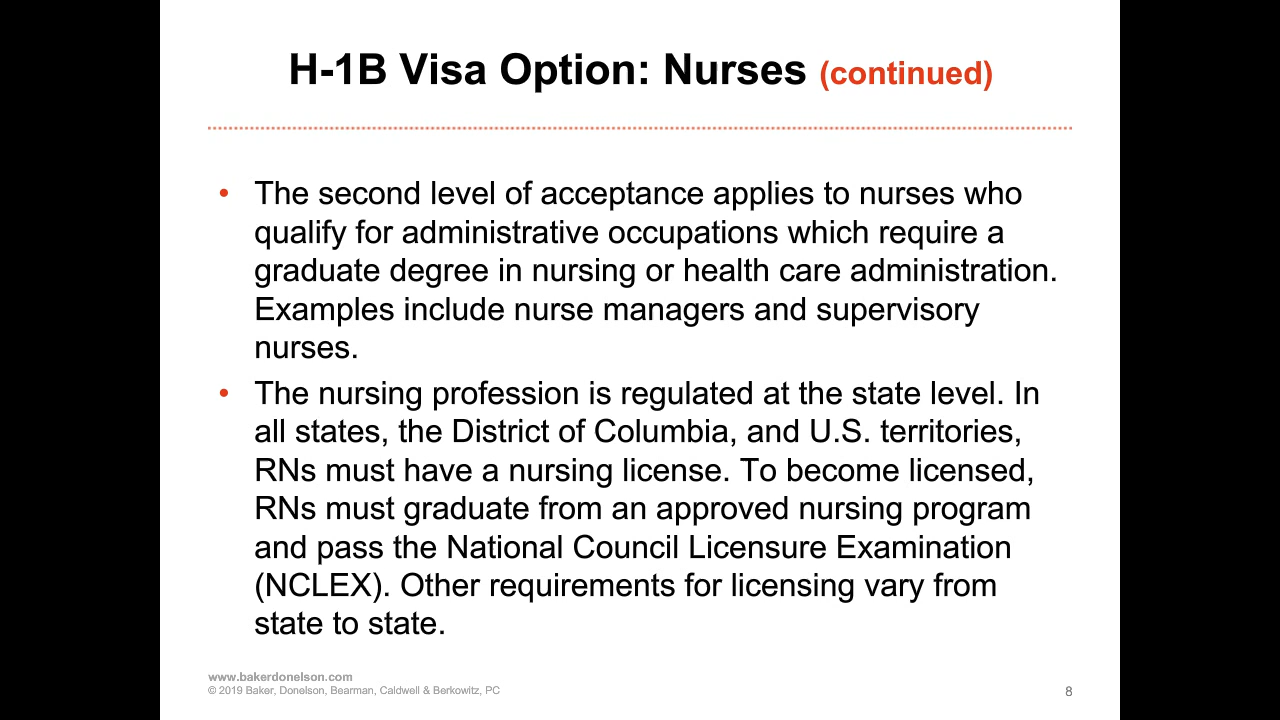 H-1B Visa Option: Nurses (continued)
• The second level of acceptance applies to nurses who
qualify for administrative occupations which require a
graduate degree in nursing or health care administration.
Examples include nurse managers and supervisory
nurses.
• The nursing profession is regulated at the state level. In
all states, the District of Columbia, and U.S. territories,
RNs must have a nursing license. To become licensed,
RNs must graduate from an approved nursing program
and pass the National Council Licensure Examination
(NCLEX). Other requirements for licensing vary from
state to state.
www.bakerdonelson.com
© 2019 Baker, Donelson, Bearman, Caldwell & Berkowitz, PC
8